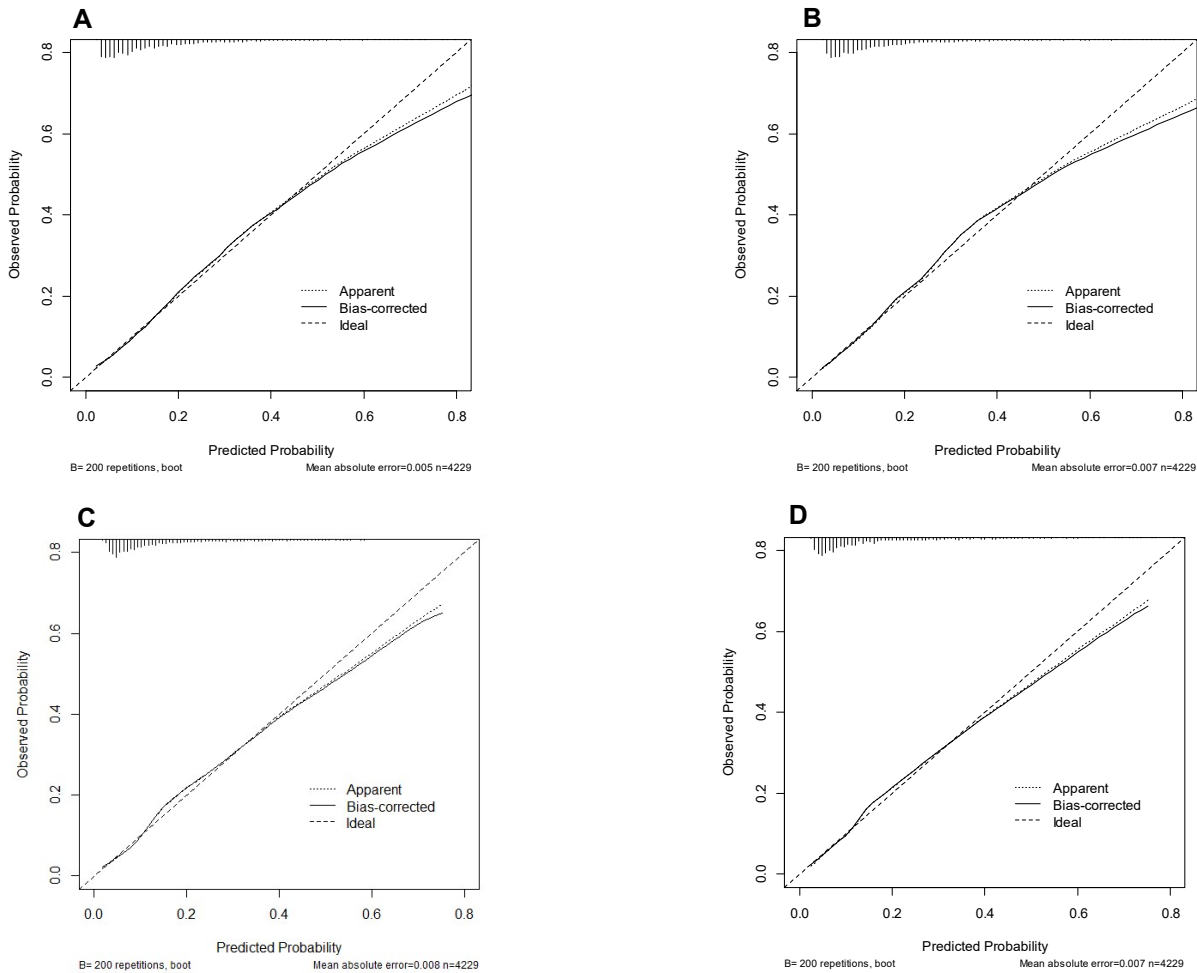 A
Observed Probability
0.8
0.6
0.4
0.2
0.0
Apparent
Bias-corrected
Ideal
0.0 0.2 0.4 0.6 0.8
Predicted Probability
B= 200 repetitions, boot Mean absolute error=0.005 n=4229
B
Observed Probability
0.8
0.6
0.4
0.2
0.0
Apparent
Bias-corrected
Ideal
0.0 0.2 0.4 0.6 0.8
Predicted Probability
B= 200 repetitions, boot Mean absolute error=0.007 n=4229
C
Observed Probability
0.8
0.6
0.4
0.2
0.0
Apparent
Bias-corrected
Ideal
0.0 0.2 0.4 0.6 0.8
Predicted Probability
B= 200 repetitions, boot Mean absolute error=0.008 n=4229
D
Observed Probability
0.8
0.6
0.4
0.2
0.0
Apparent
Bias-corrected
Ideal
0.0 0.2 0.4 0.6 0.8
Predicted Probability
B= 200 repetitions, boot Mean absolute error=0.007 n=4229